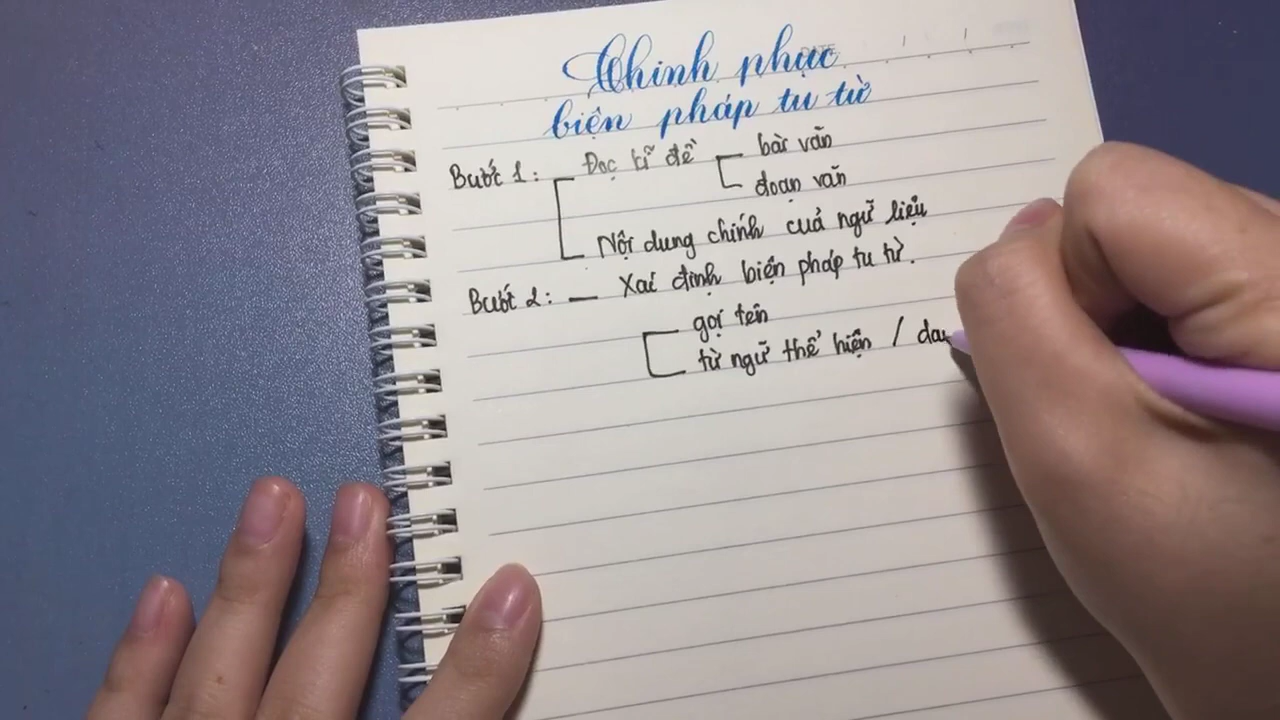 Chinh phục
biện pháp tu từ
Bước 1: Đọc kĩ đề bài văn
đoạn văn
Nội dung chính cuả ngữ liệu
Bước 2: — Xác định biện pháp tu từ.
gọi tên
từ ngữ thể hiện /